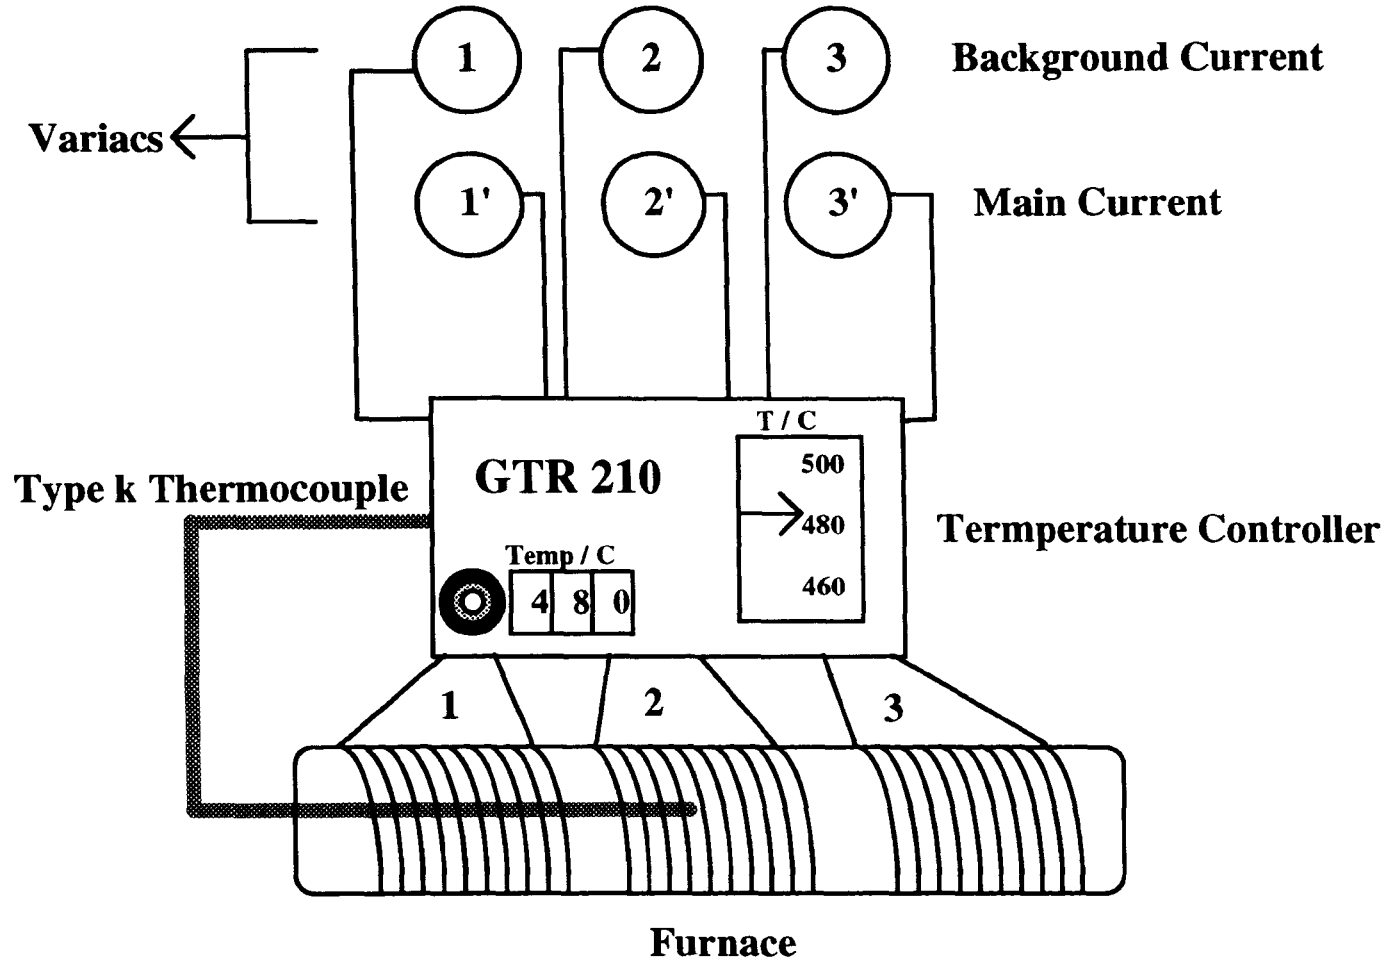 1 2 3 Background Current
Variacs
1' 2' 3' Main Current
T / C
500
GTR 210
Type k Thermocouple
480
Termperature Controller
Temp / C
4 8 0
460
1 2 3
Furnace